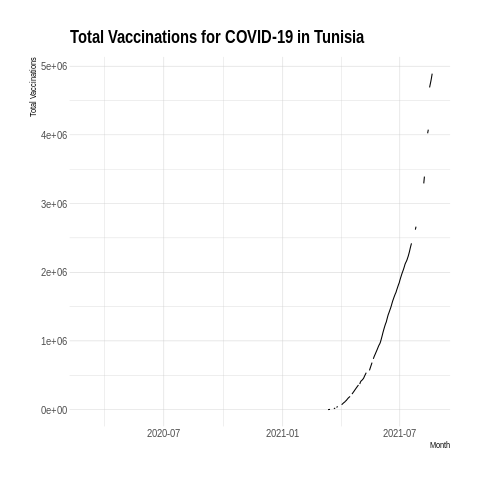 Total Vaccinations for COVID-19 in Tunisia
Total Vaccinations
5e+06
4e+06
3e+06
2e+06
1e+06
0e+00
2020-07 2021-01 2021-07
Month